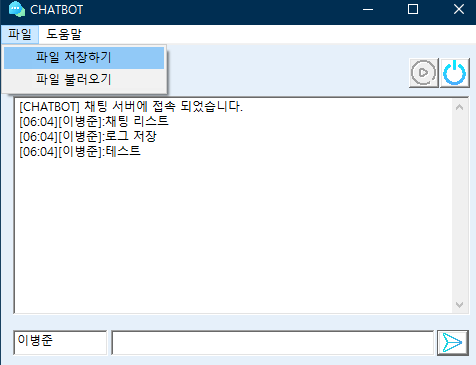 CHATBOT
파일 도움말
파일 저장하기
파일 불러오기
[CHATBOT] 채팅 서버에 접속 되었습니다.
[06:04][이병준]:채팅 리스트
[06:04][이병준]:로그 저장
[06:04][이병준]:테스트
이병준